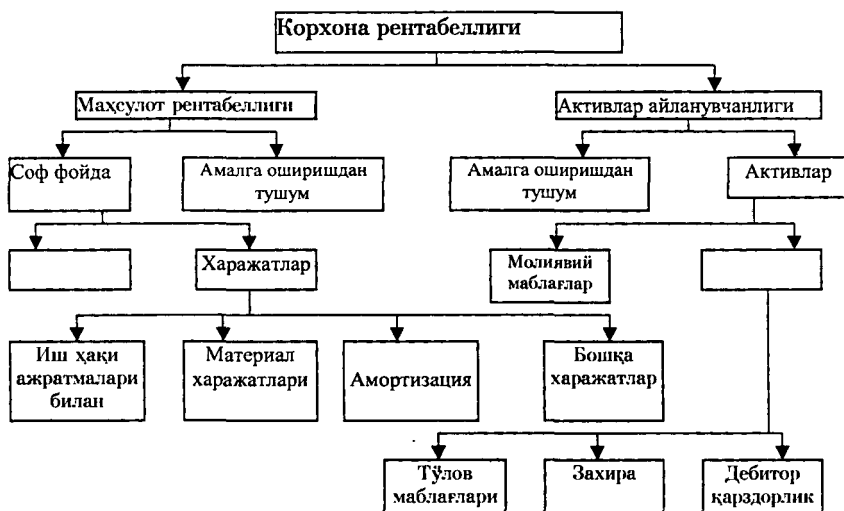 Корхона рентабеллиги
Маҳсулот рентабеллиги
Активлар айланувчанлиги
Соф фойда
Амалга оширишдан
тушум
Амалга оширишдан
тушум
Активлар
Харажатлар
Молиявий
маблағлар
Иш ҳақи
ажратмалари
билан
Материал
харажатлари
Амортизация
Бошқа
харажатлар
Тўлов
маблағлари
Захира
Дебитор
қарздорлик